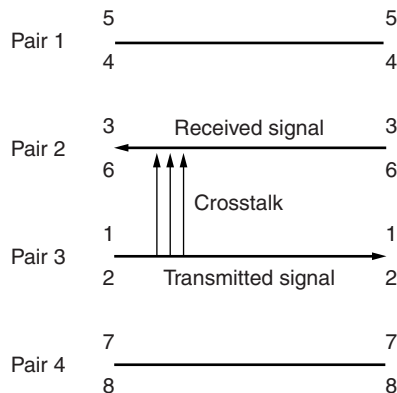 5 5
Pair 1
4 4
3 Received signal 3
Pair 2
6 6
Crosstalk
1 1
Pair 3
2 Transmitted signal 2
7 7
Pair 4
8 8